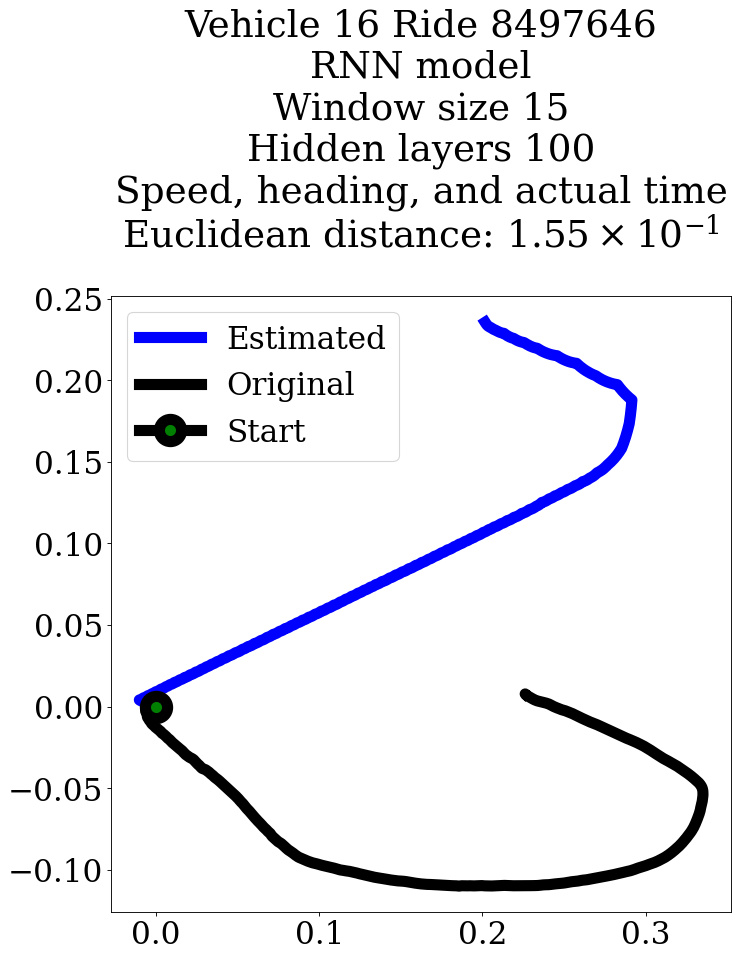 Vehicle 16 Ride 8497646
RNN model
Window size 15
Hidden layers 100
Speed, heading, and actual time
Euclidean distance: 1.55 × 10⁻¹
Estimated
Original
Start
0.25
0.20
0.15
0.10
0.05
0.00
−0.05
−0.10
0.0 0.1 0.2 0.3